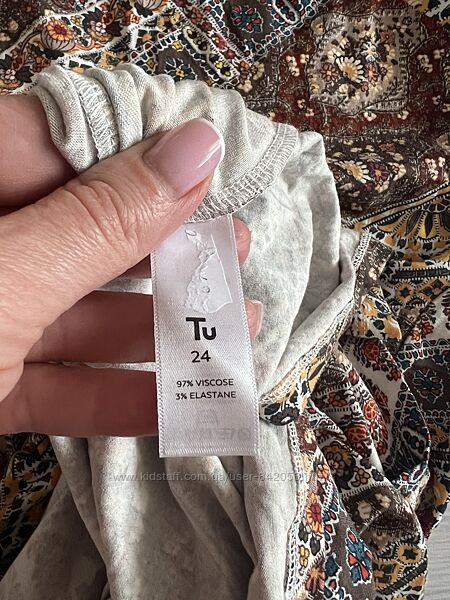 Tu
24
97% VISCOSE
3% ELASTANE